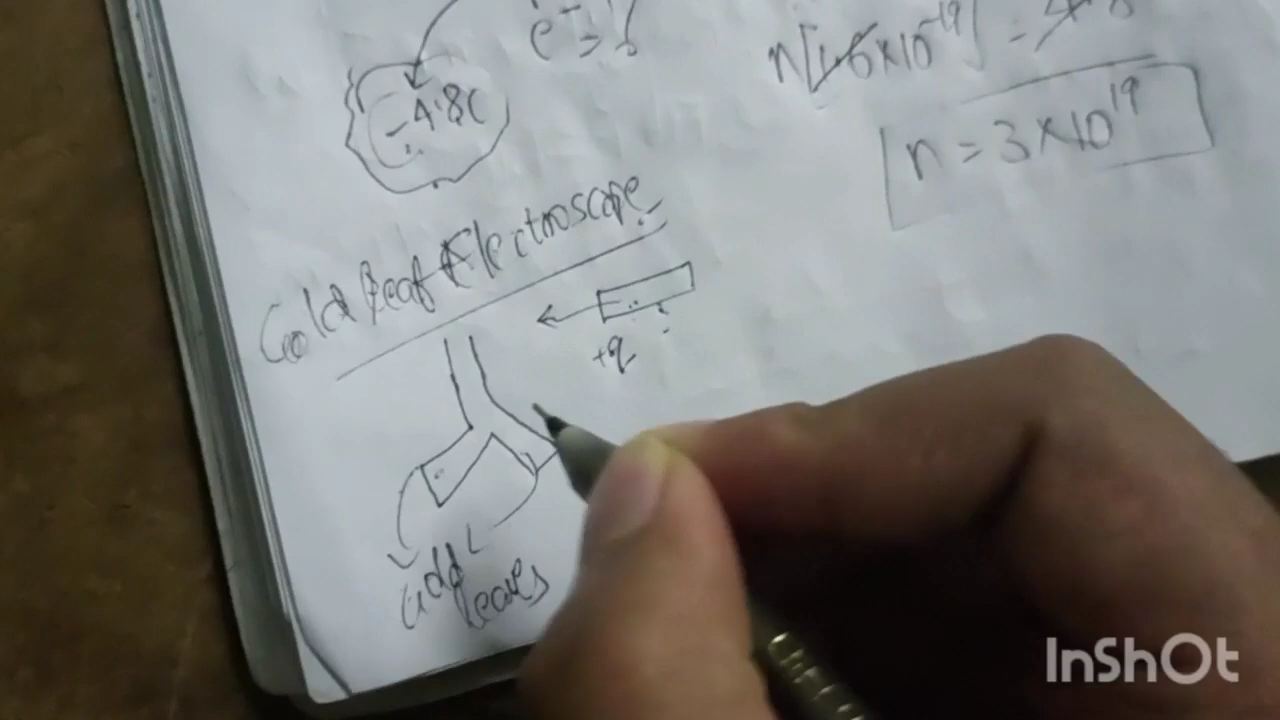 e⁻ =
n[1.6×10⁻¹⁹] = 4.8
-4.8C
n = 3×10¹⁹
Gold Leaf Electroscope
+q
Gold
leaves
InShOt